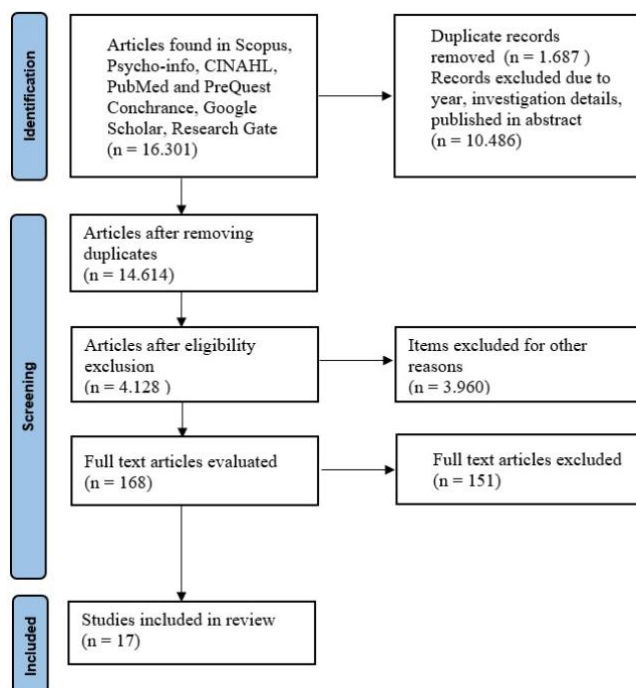 Identification
Articles found in Scopus,
Psycho-info, CINAHL,
PubMed and PreQuest
Conchrance, Google
Scholar, Research Gate
(n = 16.301)
Duplicate records
removed (n = 1.687 )
Records excluded due to
year, investigation details,
published in abstract
(n = 10.486)
Screening
Articles after removing
duplicates
(n = 14.614)
Articles after eligibility
exclusion
(n = 4.128 )
Items excluded for other
reasons
(n = 3.960)
Full text articles evaluated
(n = 168)
Full text articles excluded
(n = 151)
Included
Studies included in review
(n = 17)